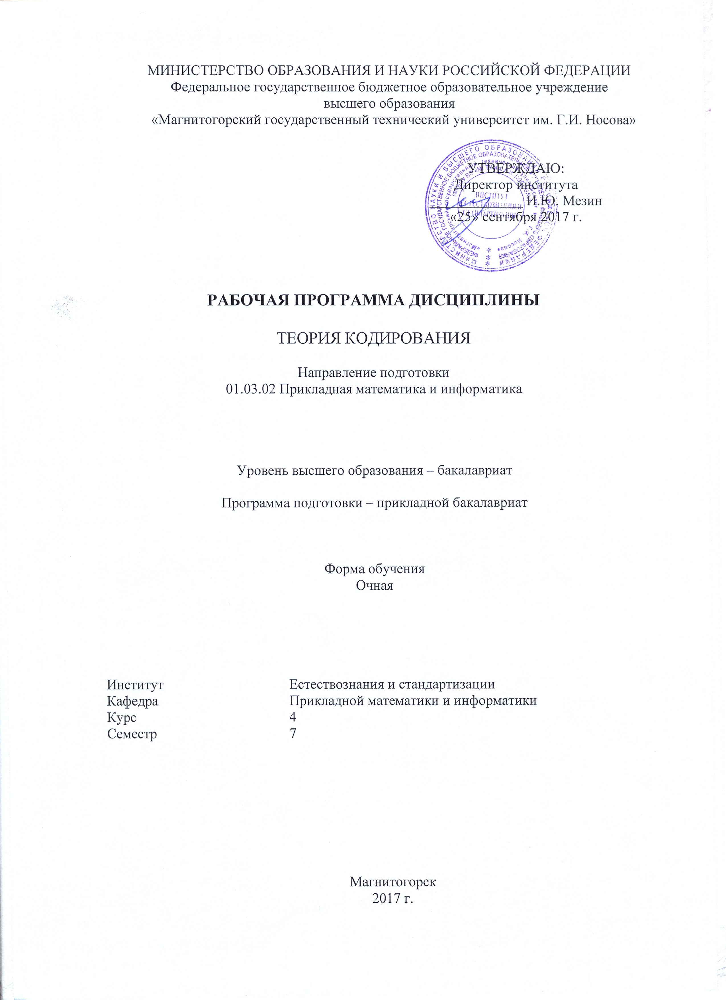 МИНИСТЕРСТВО ОБРАЗОВАНИЯ И НАУКИ РОССИЙСКОЙ ФЕДЕРАЦИИ
Федеральное государственное бюджетное образовательное учреждение
высшего образования
«Магнитогорский государственный технический университет им. Г.И. Носова»
УТВЕРЖДАЮ:
Директор института
И.Ю. Мезин
«25» сентября 2017 г.
ИНСТИТУТ
ЕСТЕСТВОЗНАНИЯ И
СТАНДАРТИЗАЦИИ
РАБОЧАЯ ПРОГРАММА ДИСЦИПЛИНЫ
ТЕОРИЯ КОДИРОВАНИЯ
Направление подготовки
01.03.02 Прикладная математика и информатика
Уровень высшего образования – бакалавриат
Программа подготовки – прикладной бакалавриат
Форма обучения
Очная
Институт Естествознания и стандартизации
Кафедра Прикладной математики и информатики
Курс 4
Семестр 7
Магнитогорск
2017 г.